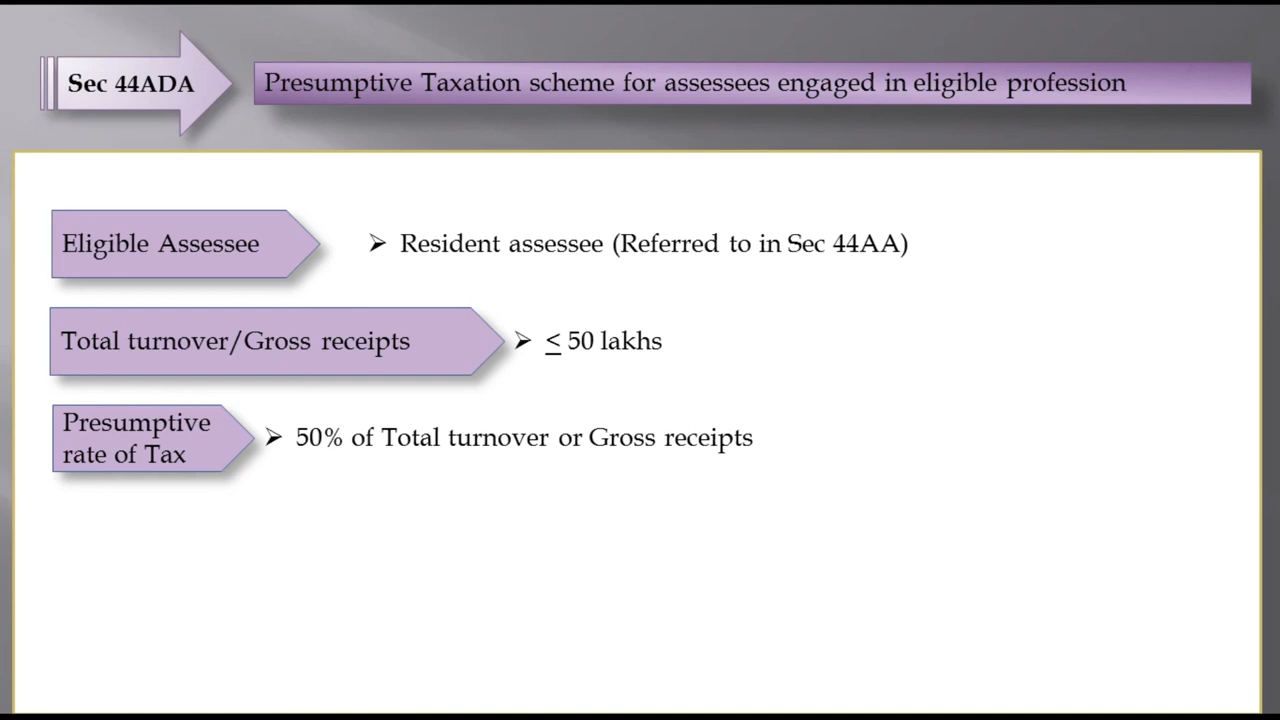 Sec 44ADA
Presumptive Taxation scheme for assessees engaged in eligible profession
Eligible Assessee
➢ Resident assessee (Referred to in Sec 44AA)
Total turnover/Gross receipts
➢ ≤ 50 lakhs
Presumptive
rate of Tax
➢ 50% of Total turnover or Gross receipts